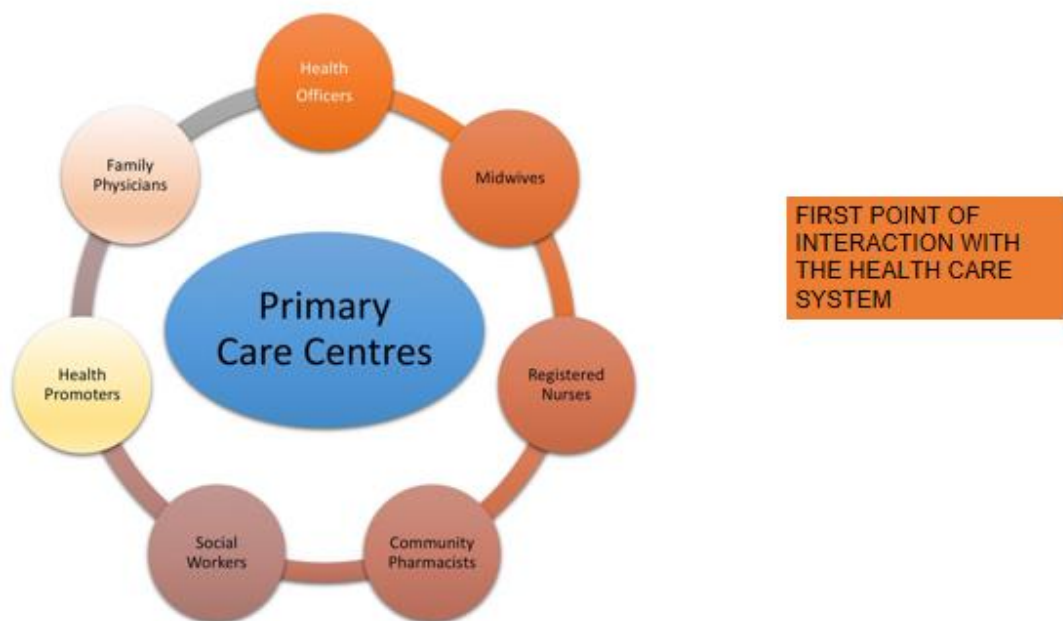 Health
Officers
Midwives
Registered
Nurses
Community
Pharmacists
Social
Workers
Health
Promoters
Family
Physicians
Primary
Care Centres
FIRST POINT OF
INTERACTION WITH
THE HEALTH CARE
SYSTEM